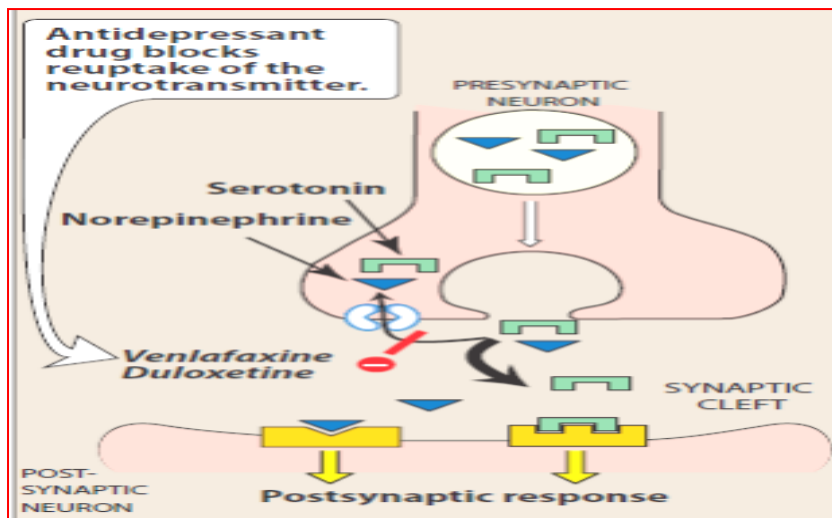 Antidepressant
drug blocks
reuptake of the
neurotransmitter.
PRESYNAPTIC
NEURON
Serotonin
Norepinephrine
Venlafaxine
Duloxetine
SYNAPTIC
CLEFT
POST-
SYNAPTIC
NEURON
Postsynaptic response